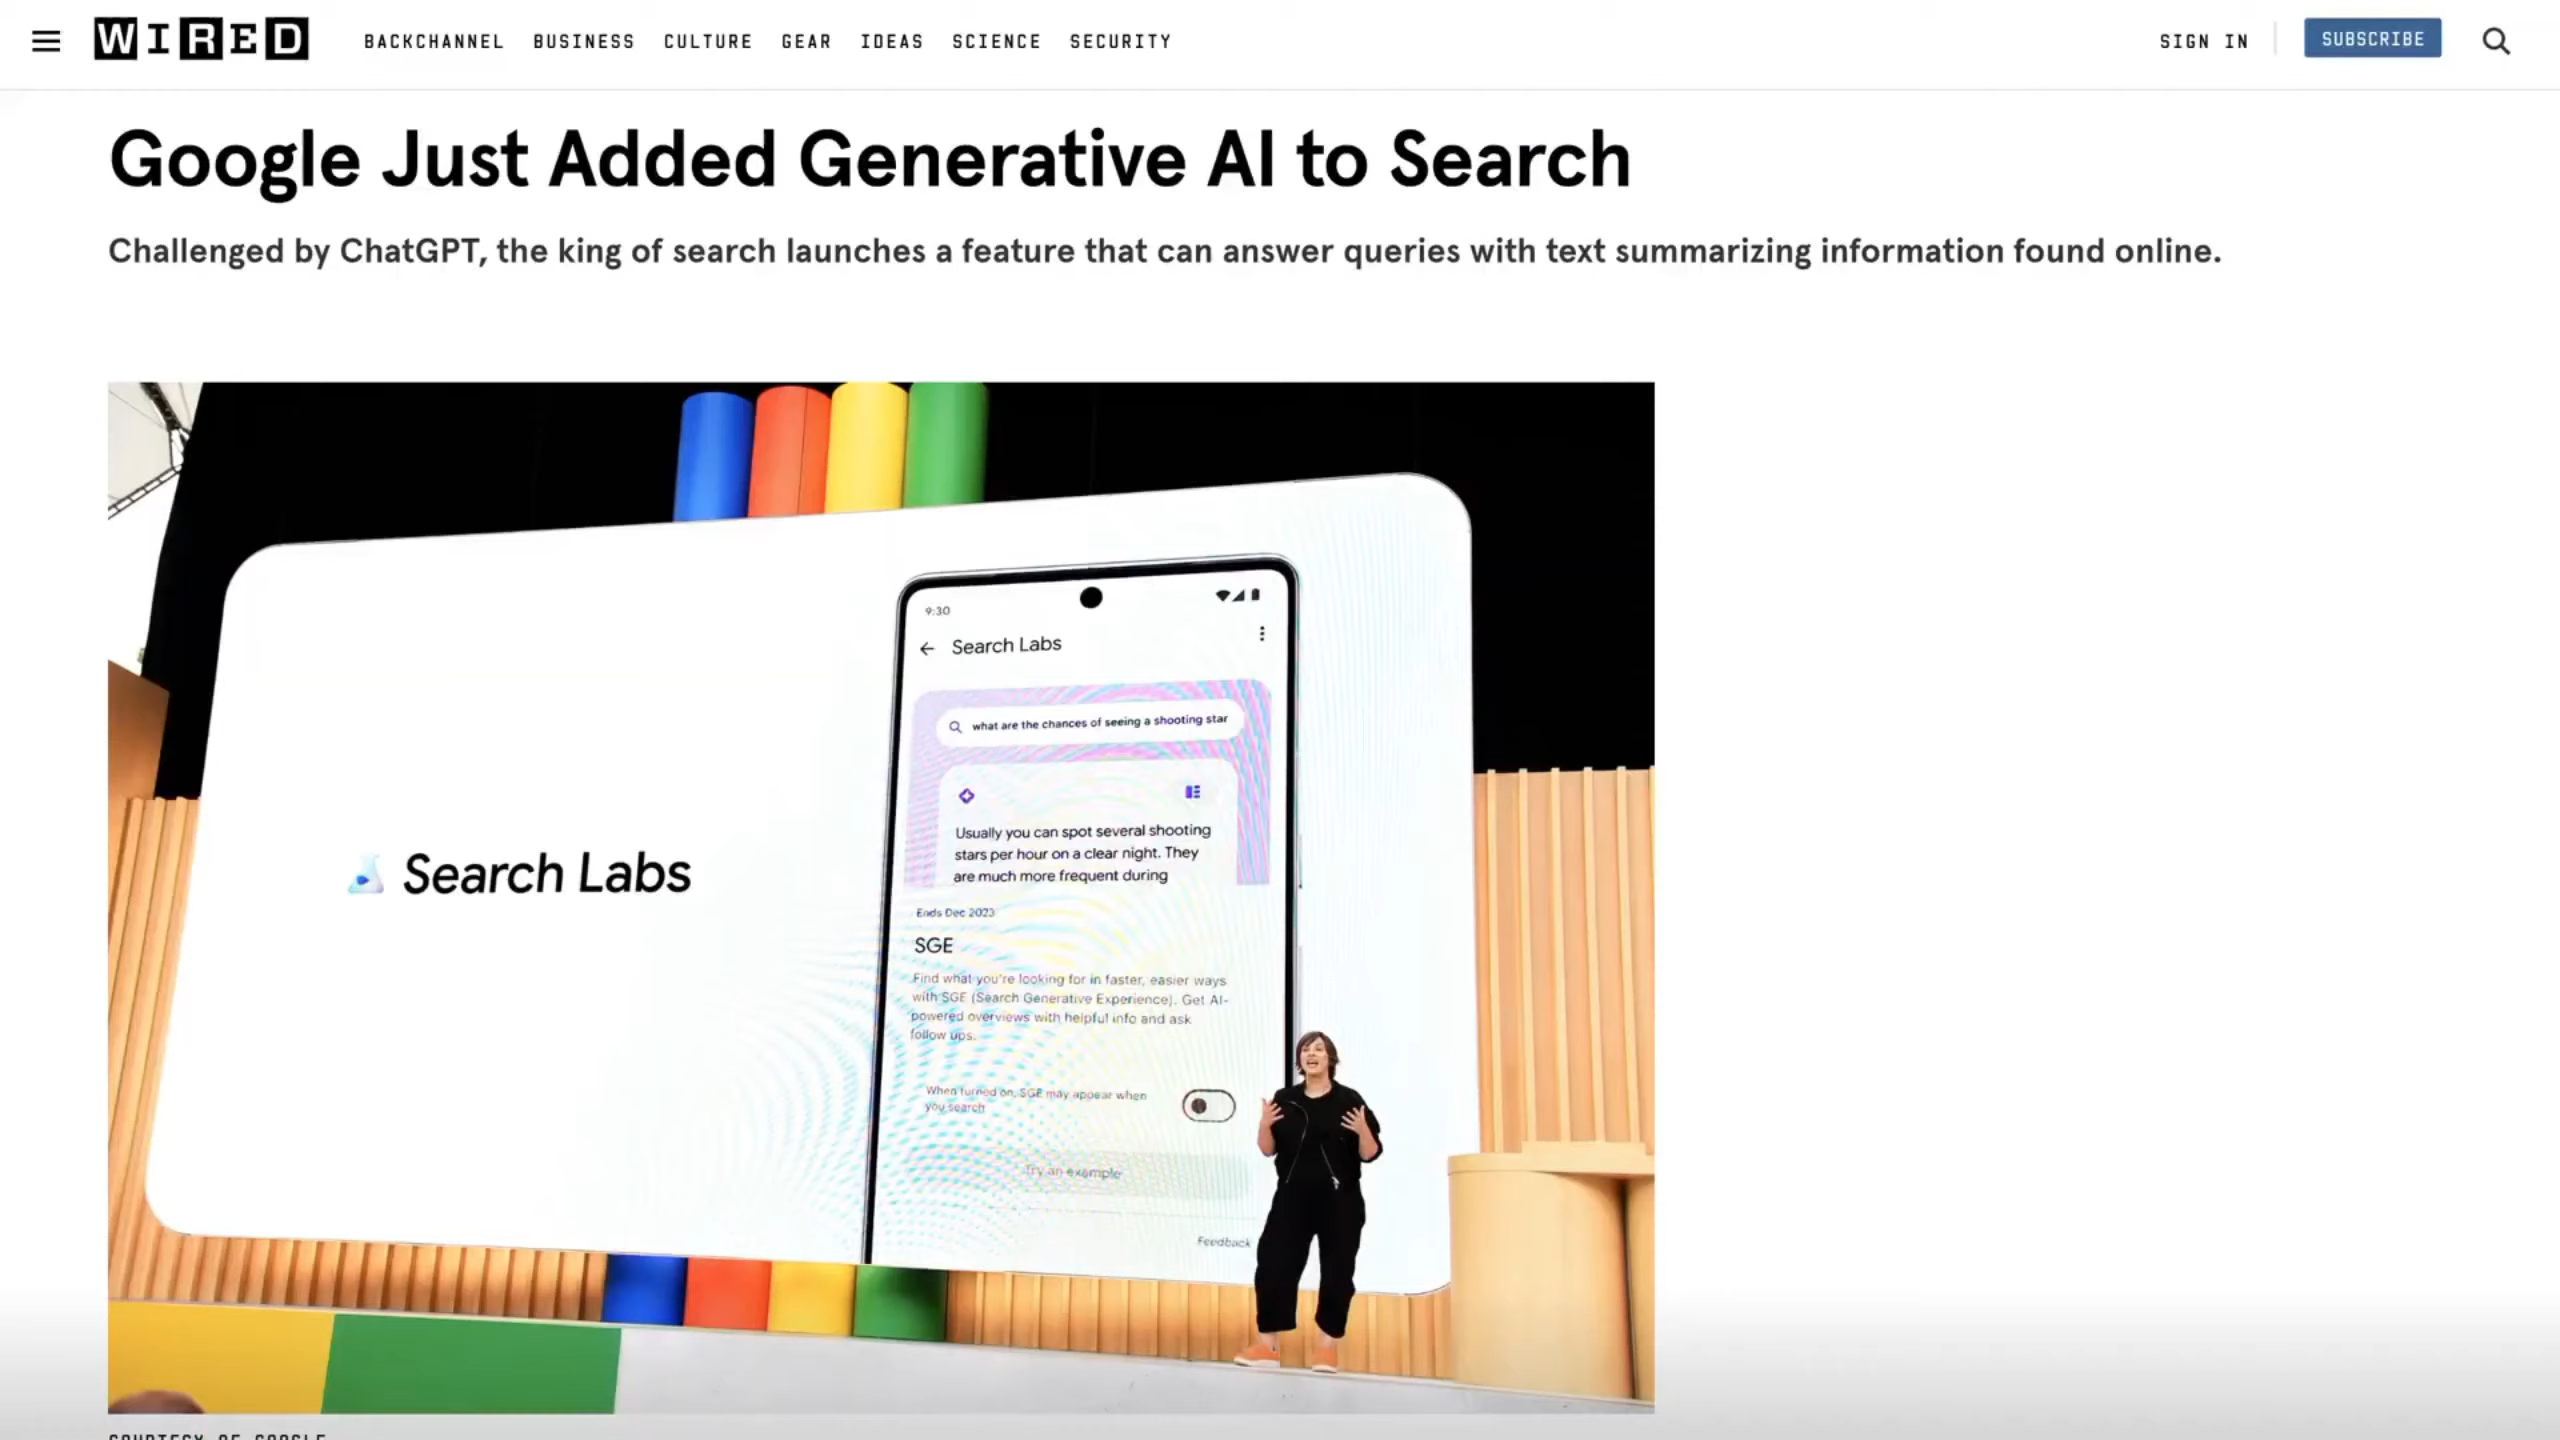 WIRED
BACKCHANNEL BUSINESS CULTURE GEAR IDEAS SCIENCE SECURITY
SIGN IN
SUBSCRIBE
Google Just Added Generative AI to Search
Challenged by ChatGPT, the king of search launches a feature that can answer queries with text summarizing information found online.
Search Labs
9:30
Search Labs
what are the chances of seeing a shooting star
Usually you can spot several shooting
stars per hour on a clear night. They
are much more frequent during
Ends Dec 2023
SGE
Find what you're looking for in faster, easier ways
with SGE (Search Generative Experience). Get AI-
powered overviews with helpful info and ask
follow ups.
When turned on, SGE may appear when
you search
Try an example
Feedback
COURTESY OF GOOGLE